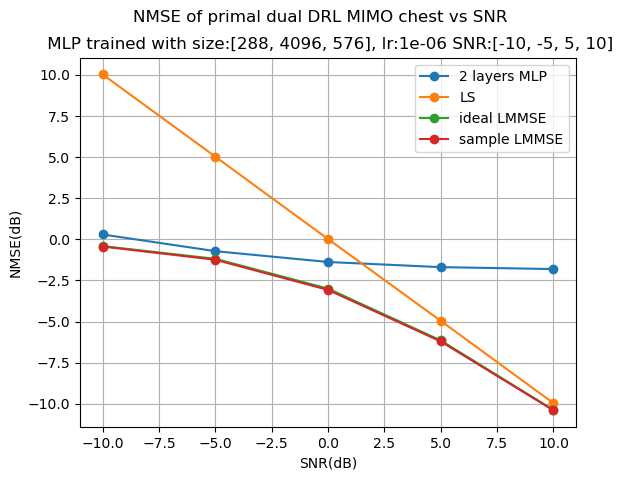 NMSE of primal dual DRL MIMO chest vs SNR
MLP trained with size:[288, 4096, 576], lr:1e-06 SNR:[-10, -5, 5, 10]
2 layers MLP
LS
ideal LMMSE
sample LMMSE
NMSE(dB)
10.0
7.5
5.0
2.5
0.0
−2.5
−5.0
−7.5
−10.0
−10.0 −7.5 −5.0 −2.5 0.0 2.5 5.0 7.5 10.0
SNR(dB)